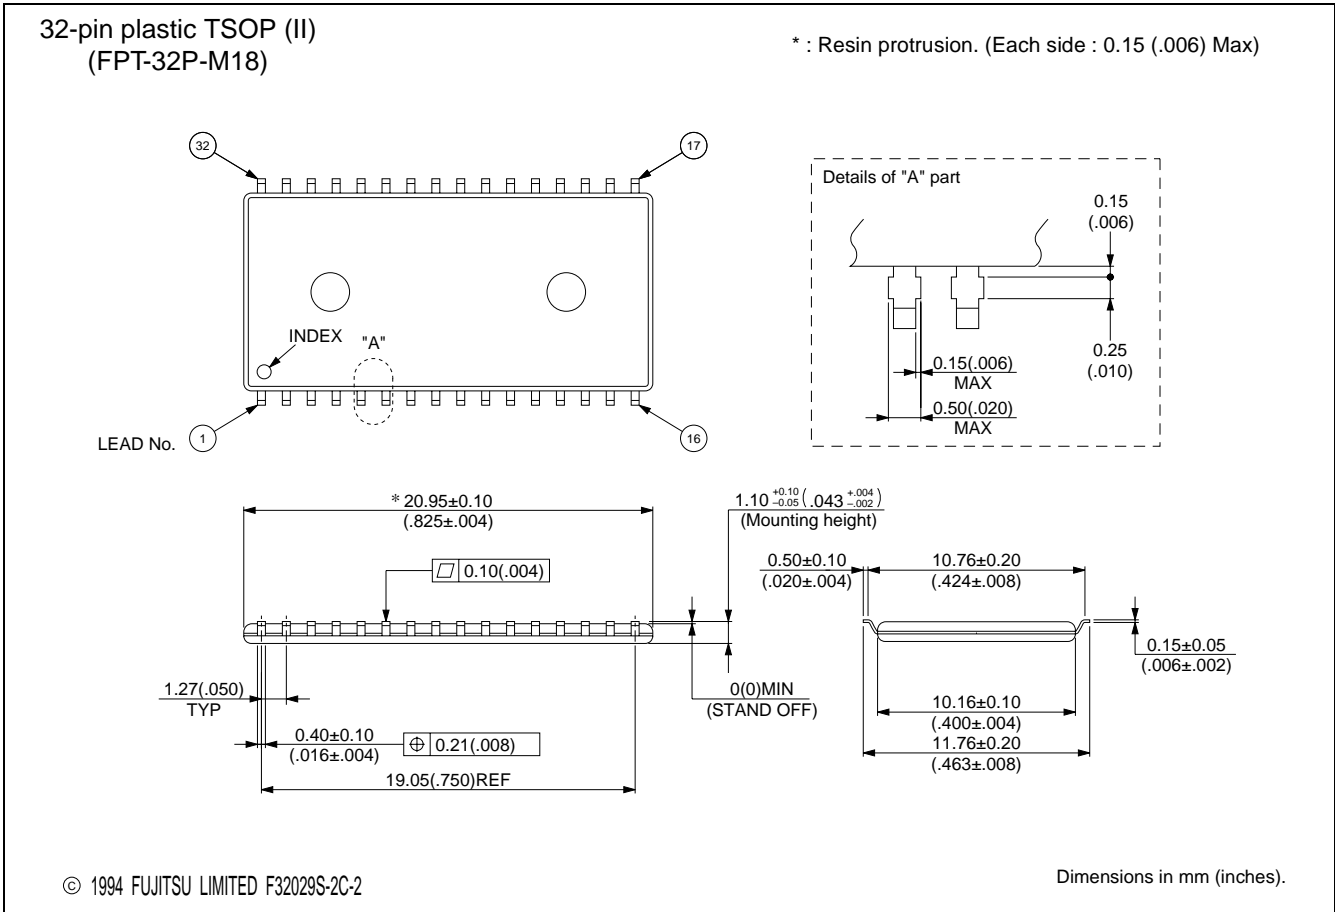 32-pin plastic TSOP (II)
(FPT-32P-M18)
* : Resin protrusion. (Each side : 0.15 (.006) Max)
32
17
INDEX
"A"
LEAD No.
1
16
Details of "A" part
0.15
(.006)
0.25
(.010)
0.15(.006)
MAX
0.50(.020)
MAX
* 20.95±0.10
(.825±.004)
1.10 +0.10 –0.05 ( .043 +.004 –.002 )
(Mounting height)
0.10(.004)
1.27(.050)
TYP
0.40±0.10
(.016±.004)
⌖ 0.21(.008)
19.05(.750)REF
0(0)MIN
(STAND OFF)
0.50±0.10
(.020±.004)
10.76±0.20
(.424±.008)
0.15±0.05
(.006±.002)
10.16±0.10
(.400±.004)
11.76±0.20
(.463±.008)
© 1994 FUJITSU LIMITED F32029S-2C-2
Dimensions in mm (inches).